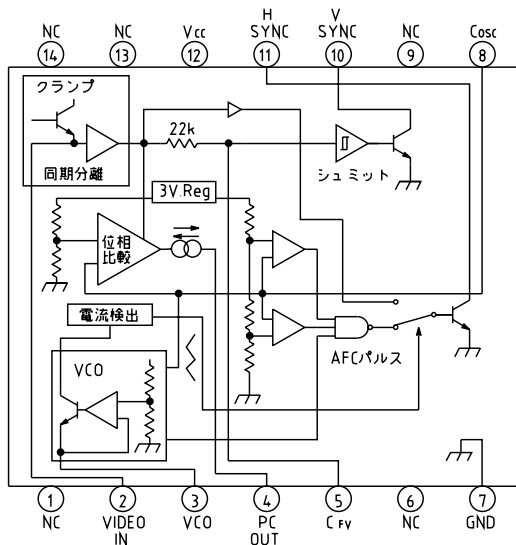 NC
NC
Vcc
H
SYNC
V
SYNC
NC
Cosc
14
13
12
11
10
9
8
クランプ
同期分離
22k
シュミット
3V.Reg
位相
比較
電流検出
VCO
AFCパルス
1
2
3
4
5
6
7
NC
VIDEO
IN
VCO
PC
OUT
CFV
NC
GND